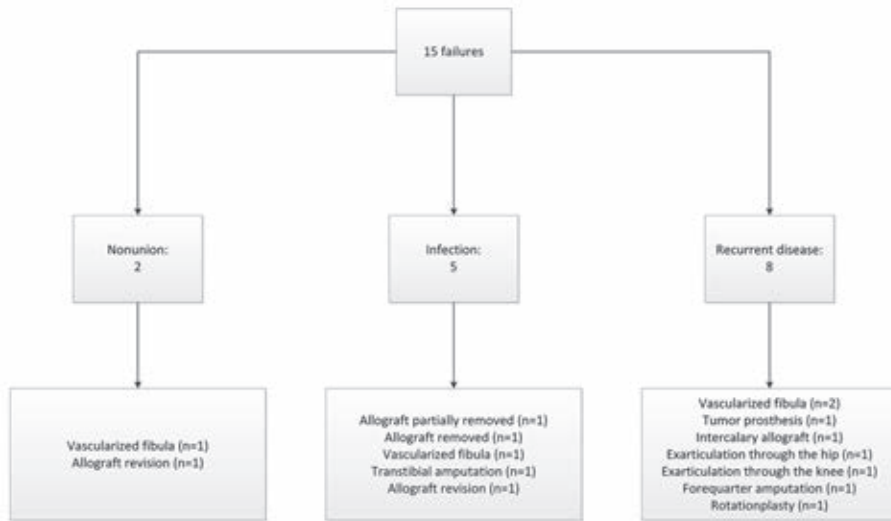 15 failures
Nonunion:
2
Infection:
5
Recurrent disease:
8
Vascularized fibula (n=1)
Allograft revision (n=1)
Allograft partially removed (n=1)
Allograft removed (n=1)
Vascularized fibula (n=1)
Transtibial amputation (n=1)
Allograft revision (n=1)
Vascularized fibula (n=2)
Tumor prosthesis (n=1)
Intercalary allograft (n=1)
Exarticulation through the hip (n=1)
Exarticulation through the knee (n=1)
Forequarter amputation (n=1)
Rotationplasty (n=1)